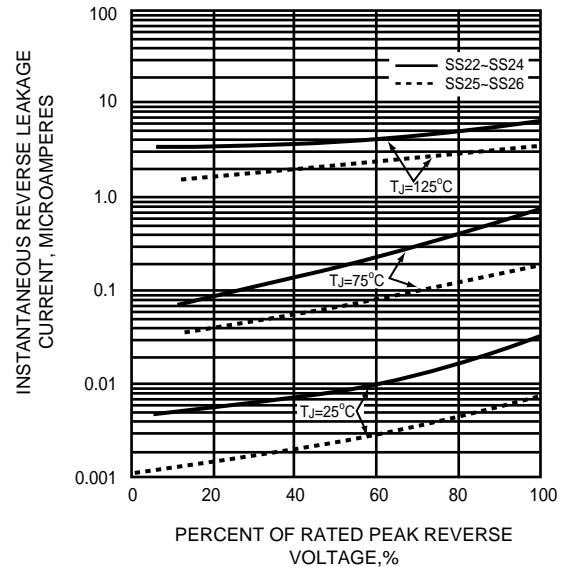 INSTANTANEOUS REVERSE LEAKAGE
CURRENT, MICROAMPERES
100
10
1.0
0.1
0.01
0.001
SS22~SS24
SS25~SS26
TJ=125°C
TJ=75°C
TJ=25°C
0 20 40 60 80 100
PERCENT OF RATED PEAK REVERSE
VOLTAGE,%